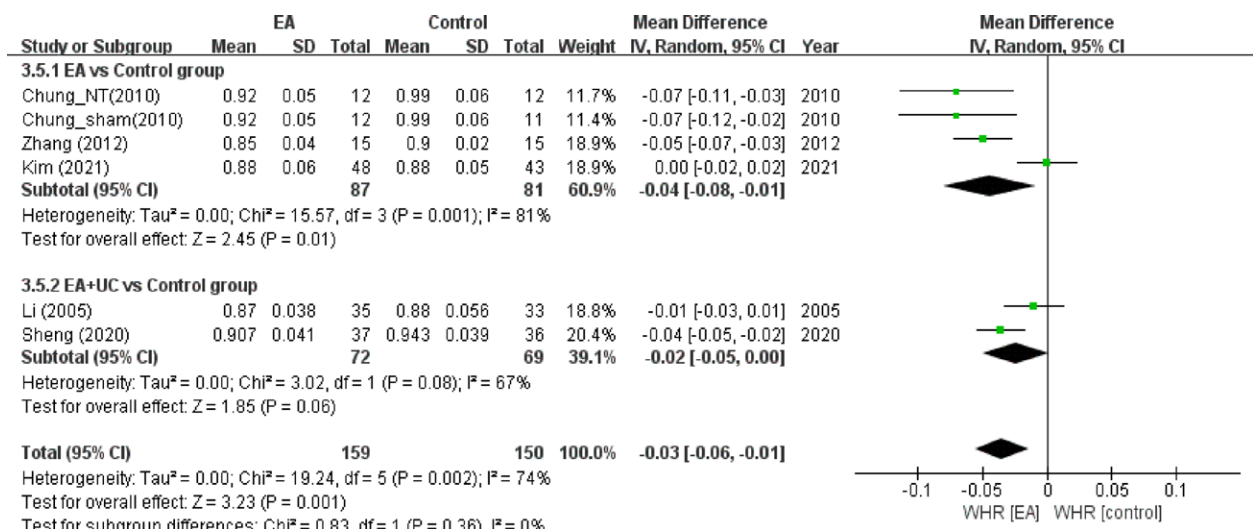 EA Control Mean Difference Mean Difference
Study or Subgroup Mean SD Total Mean SD Total Weight IV, Random, 95% CI Year IV, Random, 95% CI
3.5.1 EA vs Control group
Chung_NT(2010) 0.92 0.05 12 0.99 0.06 12 11.7% -0.07 [-0.11, -0.03] 2010
Chung_sham(2010) 0.92 0.05 12 0.99 0.06 11 11.4% -0.07 [-0.12, -0.02] 2010
Zhang (2012) 0.85 0.04 15 0.9 0.02 15 18.9% -0.05 [-0.07, -0.03] 2012
Kim (2021) 0.88 0.06 48 0.88 0.05 43 18.9% 0.00 [-0.02, 0.02] 2021
Subtotal (95% CI) 87 81 60.9% -0.04 [-0.08, -0.01]
Heterogeneity: Tau² = 0.00; Chi² = 15.57, df = 3 (P = 0.001); I² = 81%
Test for overall effect: Z = 2.45 (P = 0.01)
3.5.2 EA+UC vs Control group
Li (2005) 0.87 0.038 35 0.88 0.056 33 18.8% -0.01 [-0.03, 0.01] 2005
Sheng (2020) 0.907 0.041 37 0.943 0.039 36 20.4% -0.04 [-0.05, -0.02] 2020
Subtotal (95% CI) 72 69 39.1% -0.02 [-0.05, 0.00]
Heterogeneity: Tau² = 0.00; Chi² = 3.02, df = 1 (P = 0.08); I² = 67%
Test for overall effect: Z = 1.85 (P = 0.06)
Total (95% CI) 159 150 100.0% -0.03 [-0.06, -0.01]
Heterogeneity: Tau² = 0.00; Chi² = 19.24, df = 5 (P = 0.002); I² = 74%
Test for overall effect: Z = 3.23 (P = 0.001)
Test for subgroup differences: Chi² = 0.83, df = 1 (P = 0.36), I² = 0%
-0.1 -0.05 0 0.05 0.1
WHR [EA] WHR [control]